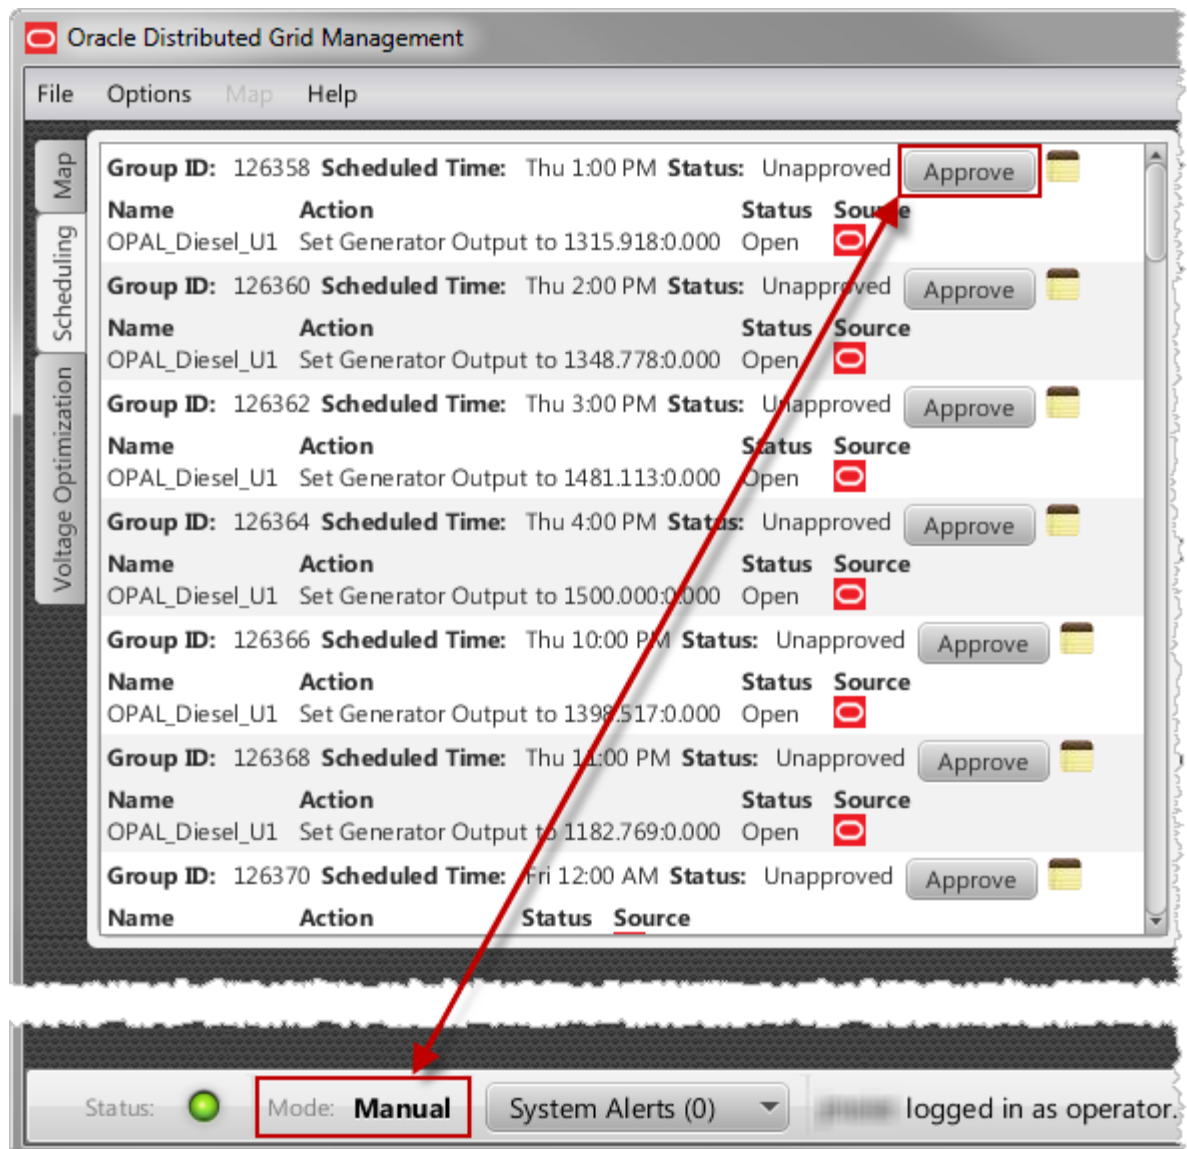 Oracle Distributed Grid Management
File Options Map Help
Map
Scheduling
Voltage Optimization
Group ID: 126358 Scheduled Time: Thu 1:00 PM Status: Unapproved Approve
Name Action Status Source
OPAL_Diesel_U1 Set Generator Output to 1315.918:0.000 Open
Group ID: 126360 Scheduled Time: Thu 2:00 PM Status: Unapproved Approve
Name Action Status Source
OPAL_Diesel_U1 Set Generator Output to 1348.778:0.000 Open
Group ID: 126362 Scheduled Time: Thu 3:00 PM Status: Unapproved Approve
Name Action Status Source
OPAL_Diesel_U1 Set Generator Output to 1481.113:0.000 Open
Group ID: 126364 Scheduled Time: Thu 4:00 PM Status: Unapproved Approve
Name Action Status Source
OPAL_Diesel_U1 Set Generator Output to 1500.000:0.000 Open
Group ID: 126366 Scheduled Time: Thu 10:00 PM Status: Unapproved Approve
Name Action Status Source
OPAL_Diesel_U1 Set Generator Output to 1398.517:0.000 Open
Group ID: 126368 Scheduled Time: Thu 11:00 PM Status: Unapproved Approve
Name Action Status Source
OPAL_Diesel_U1 Set Generator Output to 1182.769:0.000 Open
Group ID: 126370 Scheduled Time: Fri 12:00 AM Status: Unapproved Approve
Name Action Status Source
Status: Mode: Manual System Alerts (0) logged in as operator.